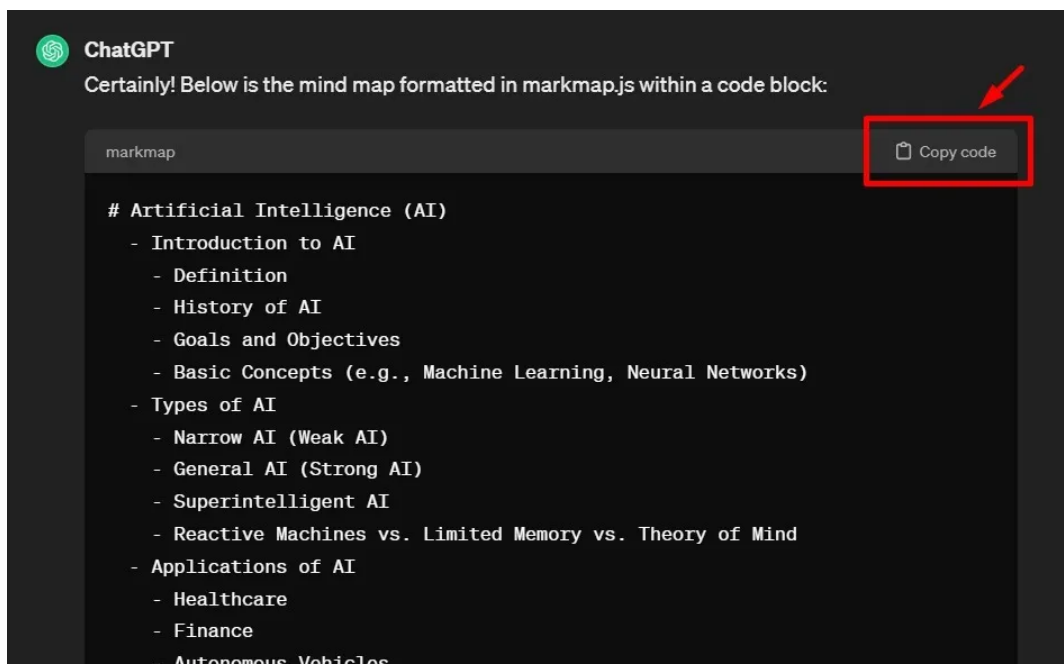 ChatGPT
Certainly! Below is the mind map formatted in markmap.js within a code block:
markmap
Copy code
# Artificial Intelligence (AI)
- Introduction to AI
- Definition
- History of AI
- Goals and Objectives
- Basic Concepts (e.g., Machine Learning, Neural Networks)
- Types of AI
- Narrow AI (Weak AI)
- General AI (Strong AI)
- Superintelligent AI
- Reactive Machines vs. Limited Memory vs. Theory of Mind
- Applications of AI
- Healthcare
- Finance
- Autonomous Vehicles